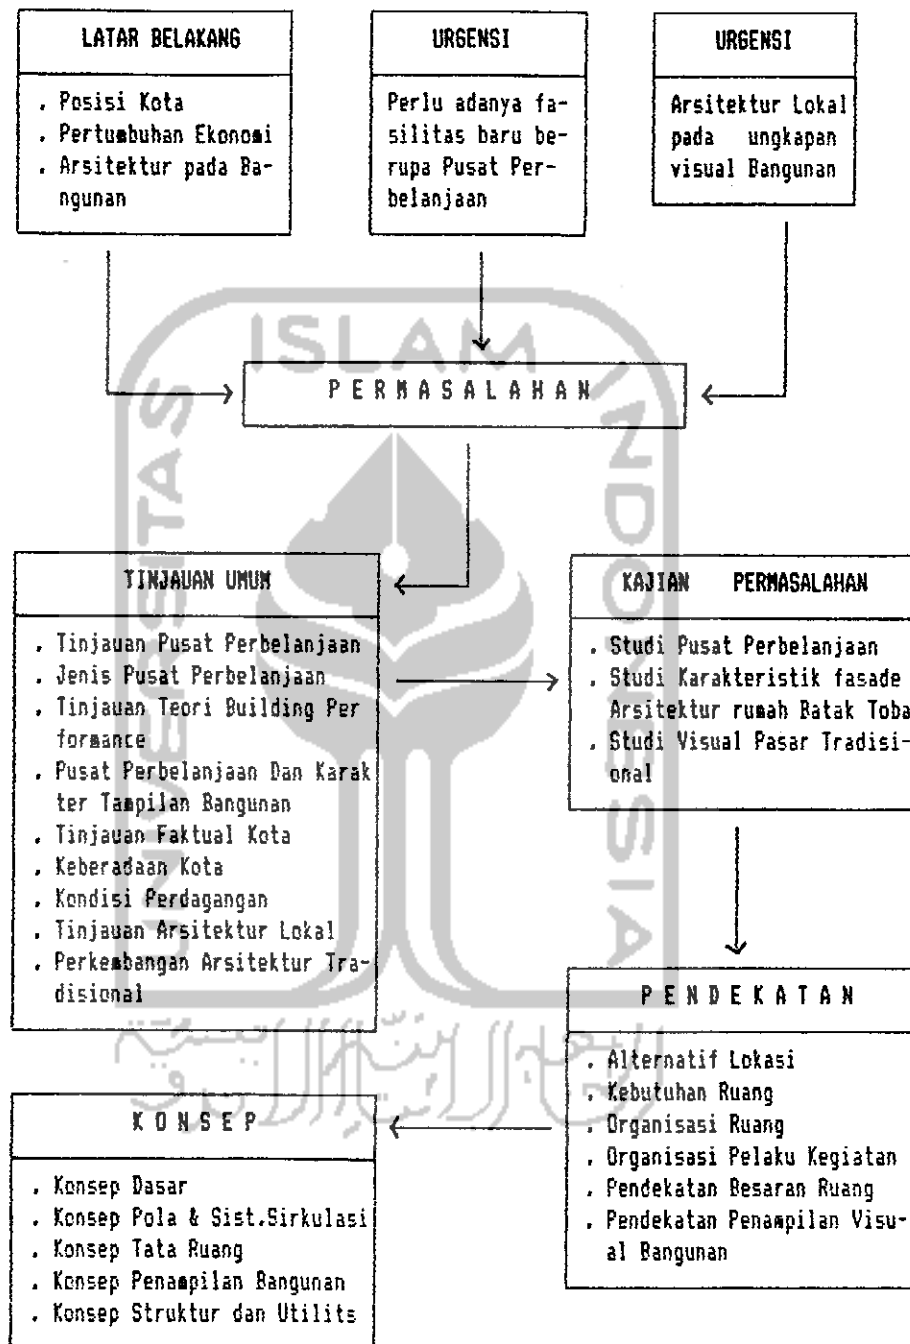 LATAR BELAKANG
. Posisi Kota
. Pertumbuhan Ekonomi
. Arsitektur pada Ba-
ngunan
URGENSI
Perlu adanya fa-
silitas baru be-
rupa Pusat Per-
belanjaan
URGENSI
Arsitektur Lokal
pada ungkapan
visual Bangunan
PERMASALAHAN
TINJAUAN UMUM
. Tinjauan Pusat Perbelanjaan
. Jenis Pusat Perbelanjaan
. Tinjauan Teori Building Per
formance
. Pusat Perbelanjaan Dan Karak
ter Tampilan Bangunan
. Tinjauan Faktual Kota
. Keberadaan Kota
. Kondisi Perdagangan
. Tinjauan Arsitektur Lokal
. Perkembangan Arsitektur Tra-
disional
KAJIAN PERMASALAHAN
. Studi Pusat Perbelanjaan
. Studi Karakteristik fasade
Arsitektur rumah Batak Toba
. Studi Visual Pasar Tradisi-
onal
PENDEKATAN
. Alternatif Lokasi
. Kebutuhan Ruang
. Organisasi Ruang
. Organisasi Pelaku Kegiatan
. Pendekatan Besaran Ruang
. Pendekatan Penampilan Visu-
al Bangunan
KONSEP
. Konsep Dasar
. Konsep Pola & Sist.Sirkulasi
. Konsep Tata Ruang
. Konsep Penampilan Bangunan
. Konsep Struktur dan Utilits
UNIVERSITAS
ISLAM
INDONESIA